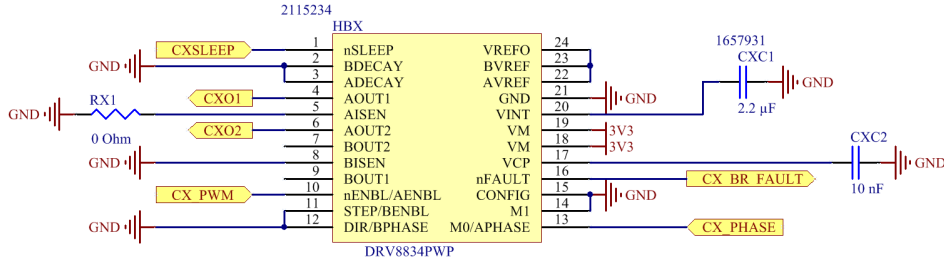 2115234
HBX
CXSLEEP
1 nSLEEP
2 BDECAY
3 ADECAY
4 AOUT1
5 AISEN
6 AOUT2
7 BOUT2
8 BISEN
9 BOUT1
10 nENBL/AENBL
11 STEP/BENBL
12 DIR/BPHASE
VREFO 24
BVREF 23
AVREF 22
GND 21
VINT 20
VM 19
VM 18
VCP 17
nFAULT 16
CONFIG 15
M1 14
M0/APHASE 13
DRV8834PWP
GND
CXO1
RX1
GND
0 Ohm
CXO2
GND
CX_PWM
GND
1657931
CXC1
GND
2.2 µF
GND
3V3
3V3
CXC2
GND
10 nF
CX_BR_FAULT
GND
CX_PHASE